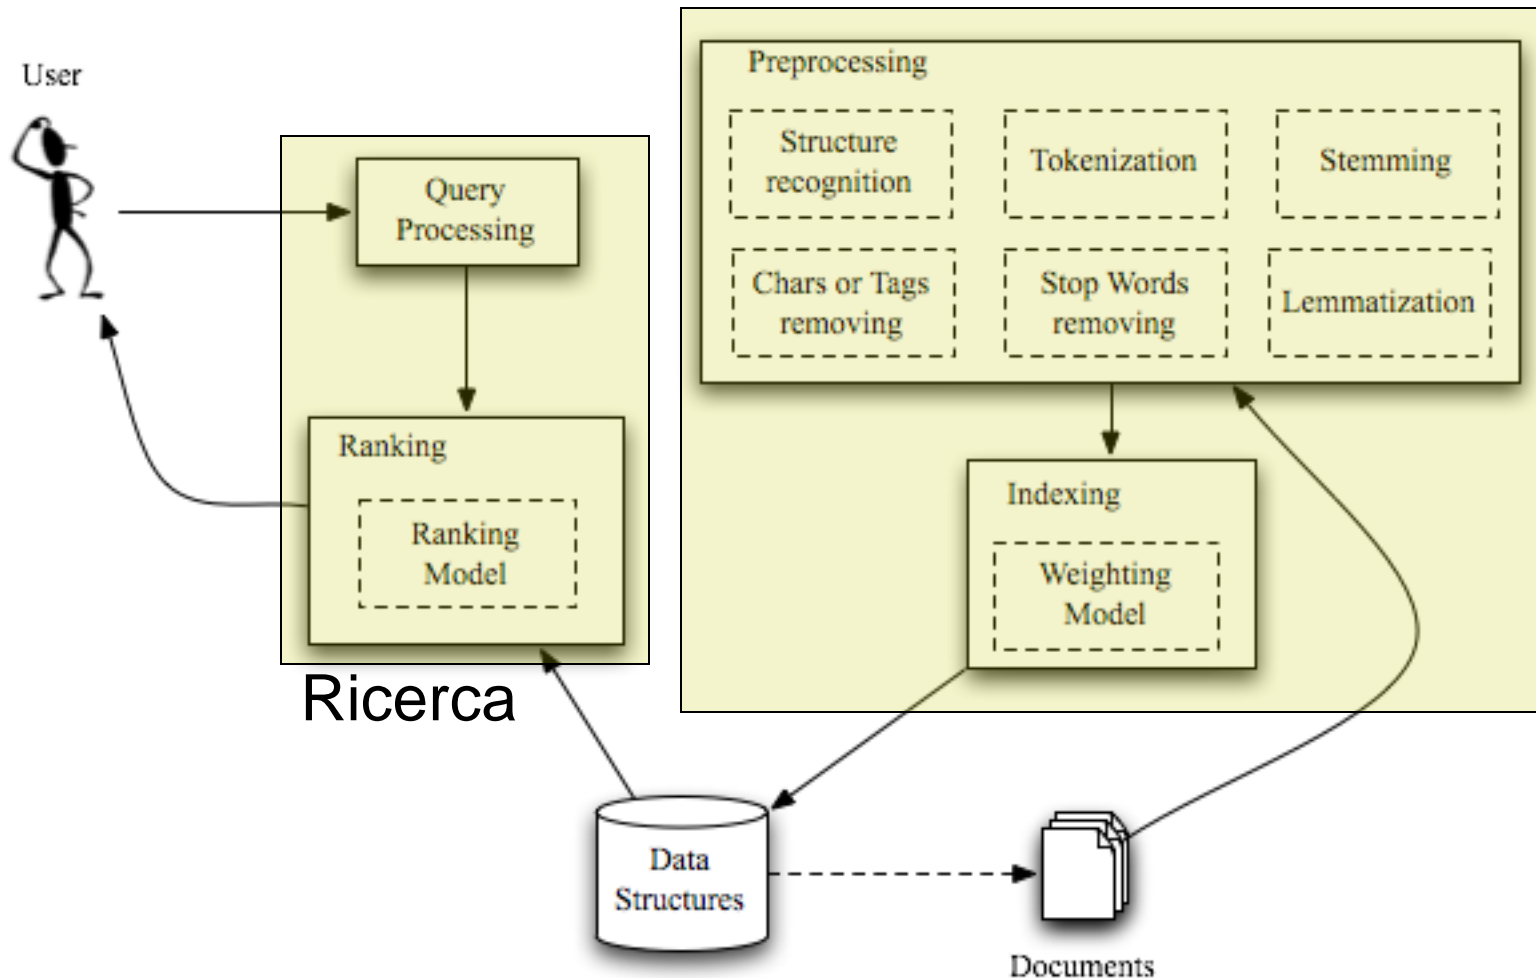 User
Query
Processing
Ranking
Ranking
Model
Ricerca
Preprocessing
Structure
recognition
Tokenization
Stemming
Chars or Tags
removing
Stop Words
removing
Lemmatization
Indexing
Weighting
Model
Data
Structures
Documents